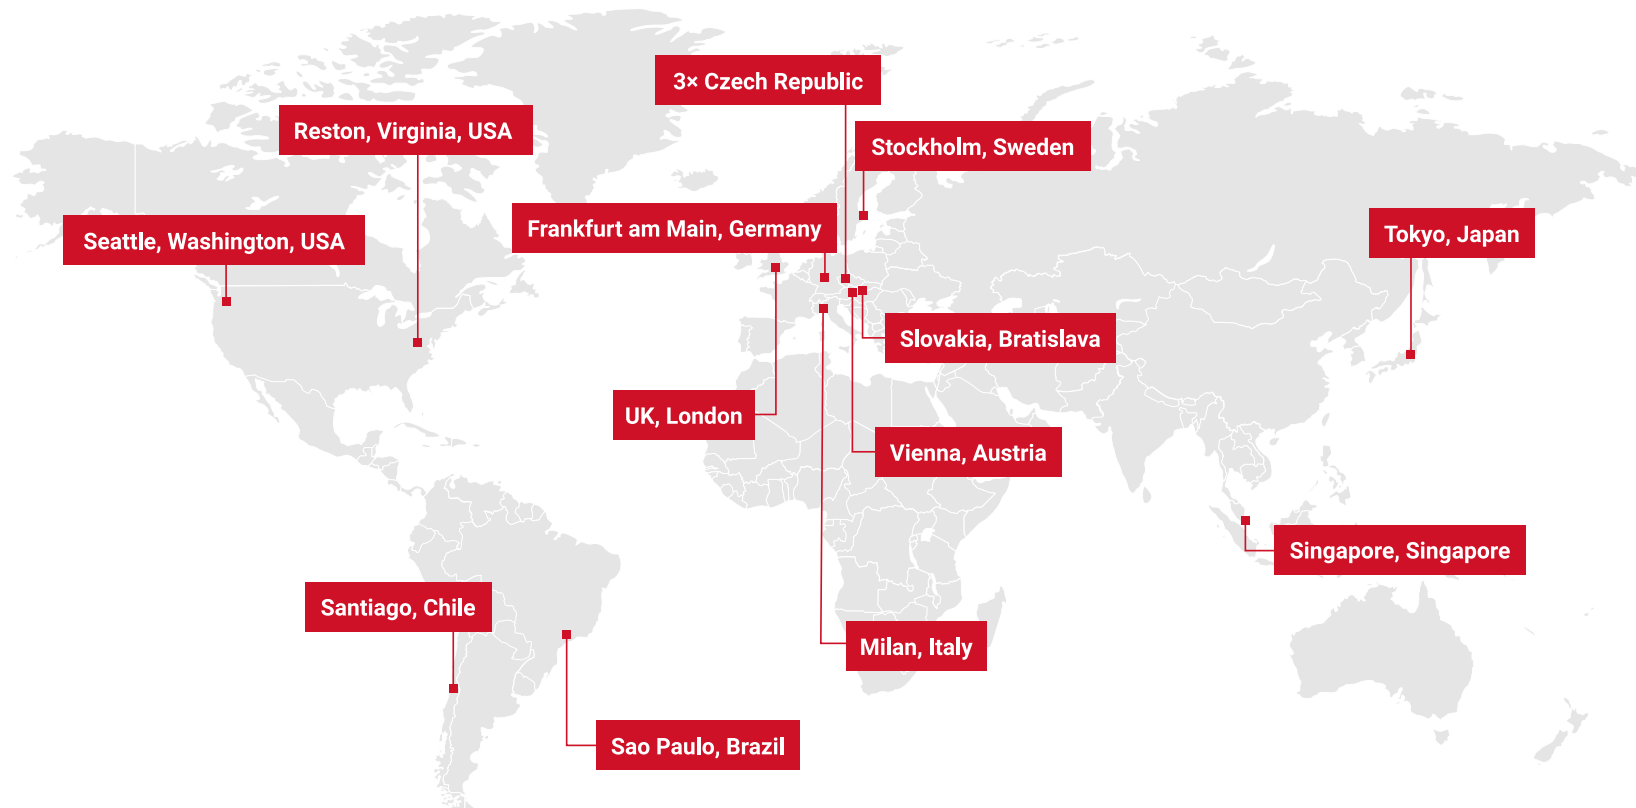 3× Czech Republic
Reston, Virginia, USA
Stockholm, Sweden
Frankfurt am Main, Germany
Seattle, Washington, USA
Tokyo, Japan
Slovakia, Bratislava
UK, London
Vienna, Austria
Singapore, Singapore
Santiago, Chile
Milan, Italy
Sao Paulo, Brazil